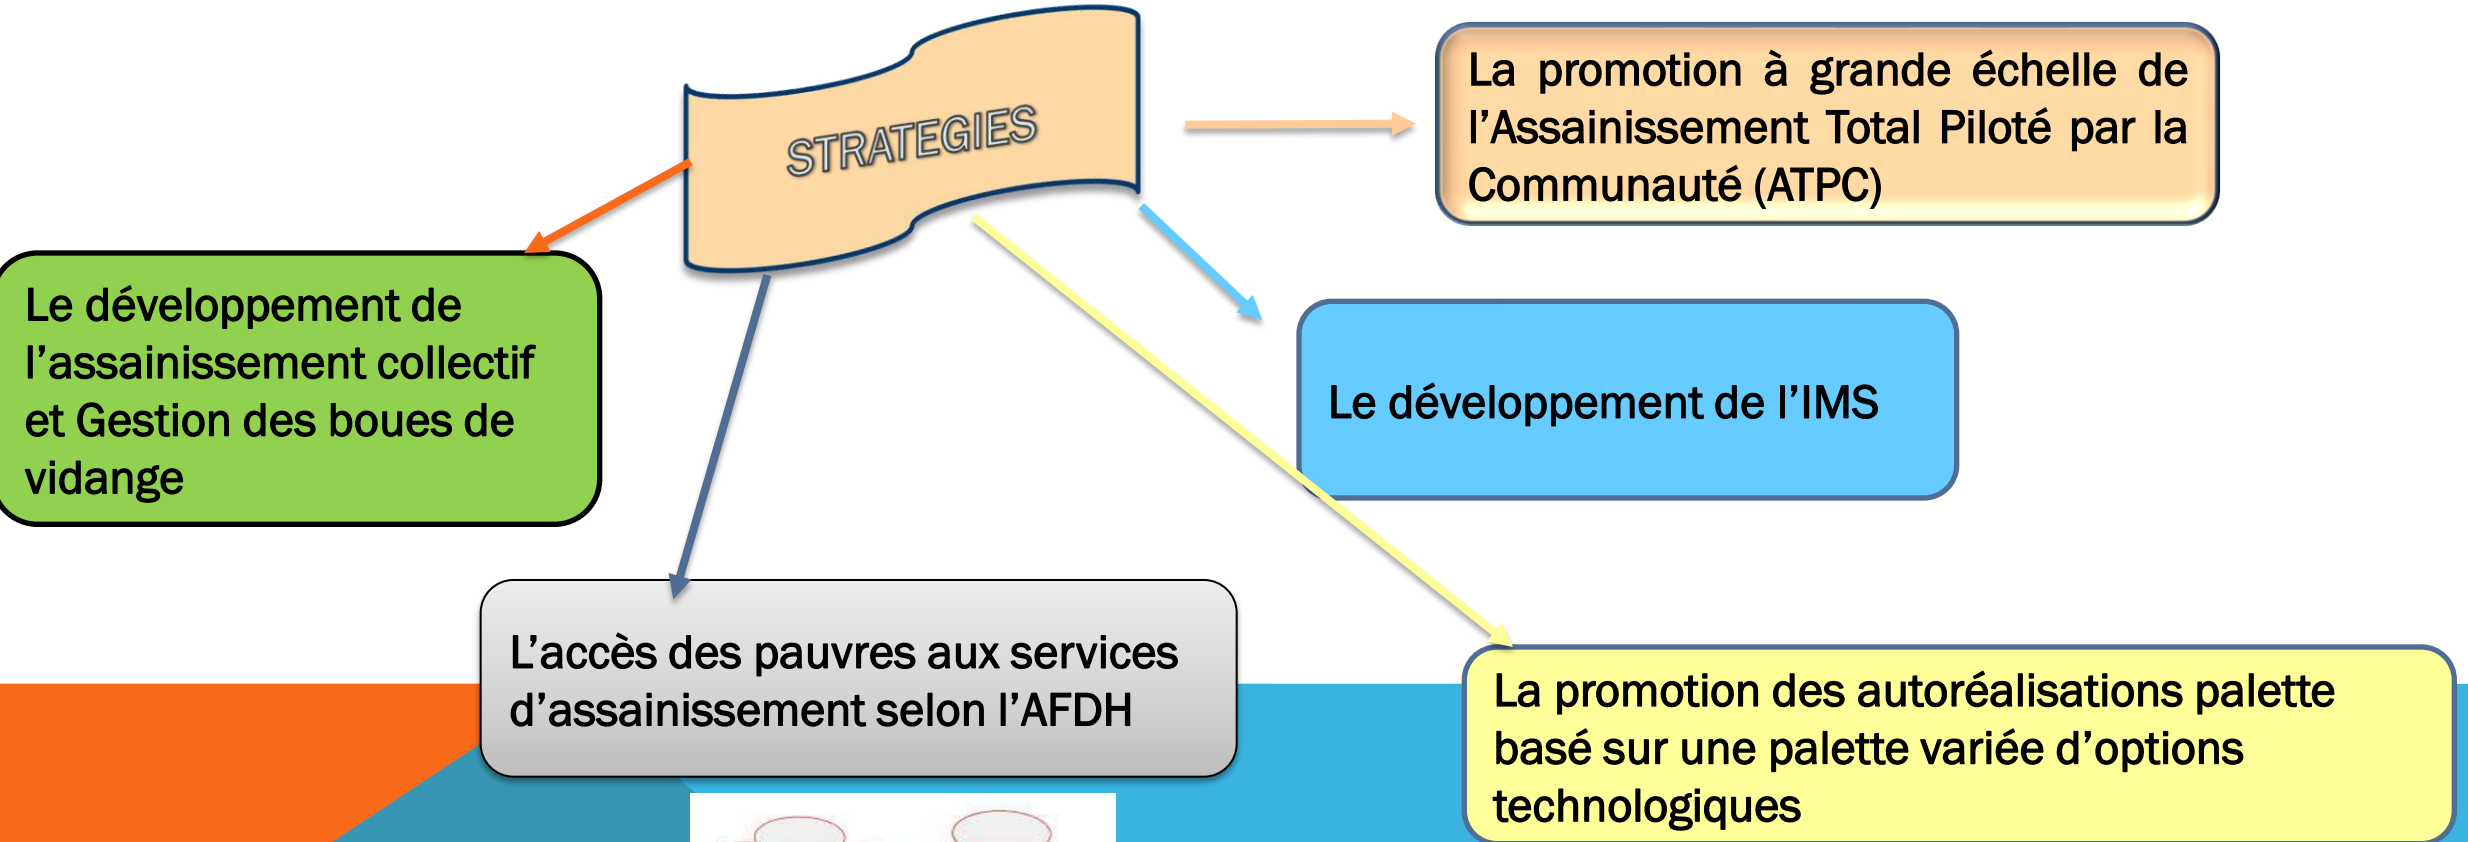 STRATEGIES
La promotion à grande échelle de
l’Assainissement Total Piloté par la
Communauté (ATPC)
Le développement de
l’assainissement collectif
et Gestion des boues de
vidange
Le développement de l’IMS
L’accès des pauvres aux services
d’assainissement selon l’AFDH
La promotion des autoréalisations palette
basé sur une palette variée d’options
technologiques